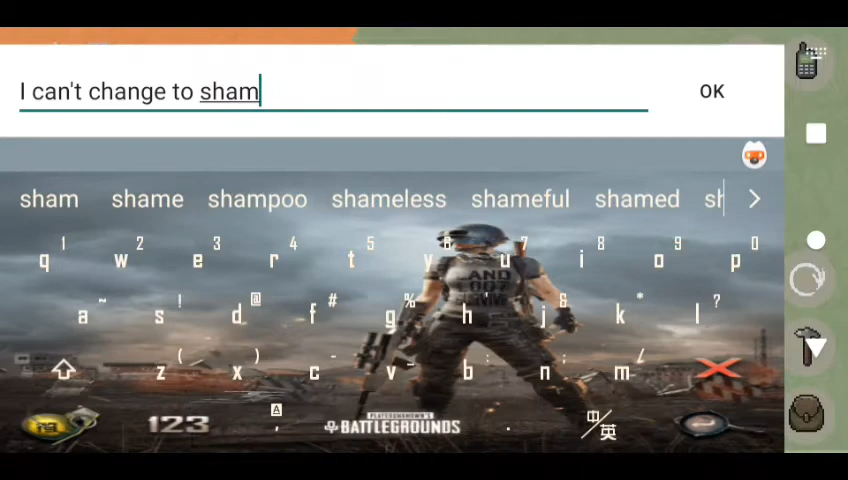 I can't change to sham
OK
sham shame shampoo shameless shameful shamed
1 2 3 4 5 6 7 8 9 0
q w e r t y u i o p
~ ! @ # % ' & * ?
a s d f g h j k l
( ) - _ : ; /
z x c v b n m
123 A , PLAYERUNKNOWN'S BATTLEGROUNDS . 中/英